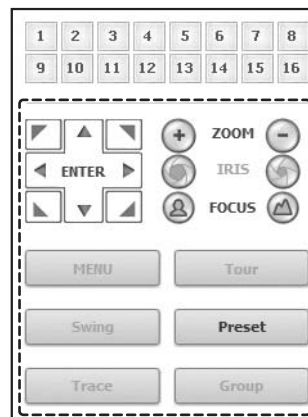 1 2 3 4 5 6 7 8
9 10 11 12 13 14 15 16
ZOOM
ENTER IRIS
FOCUS
MENU Tour
Swing Preset
Trace Group